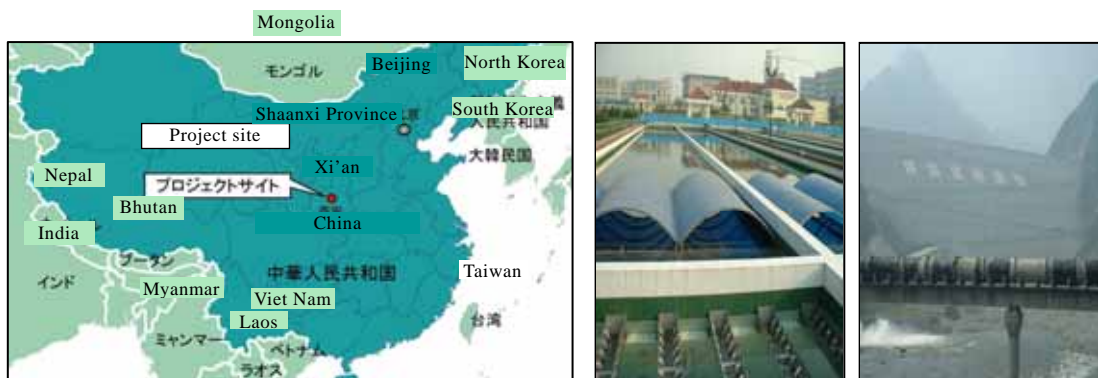 Mongolia
モンゴル
Beijing
North Korea
Shaanxi Province
South Korea
人民共和国
Project site
大韓民国
Xi'an
Nepal
プロジェクトサイト
Bhutan
China
India
ブータン
中華人民共和国
Taiwan
インド
Myanmar
Viet Nam
Laos
台湾
ミャンマー
ベトナム
ラオス